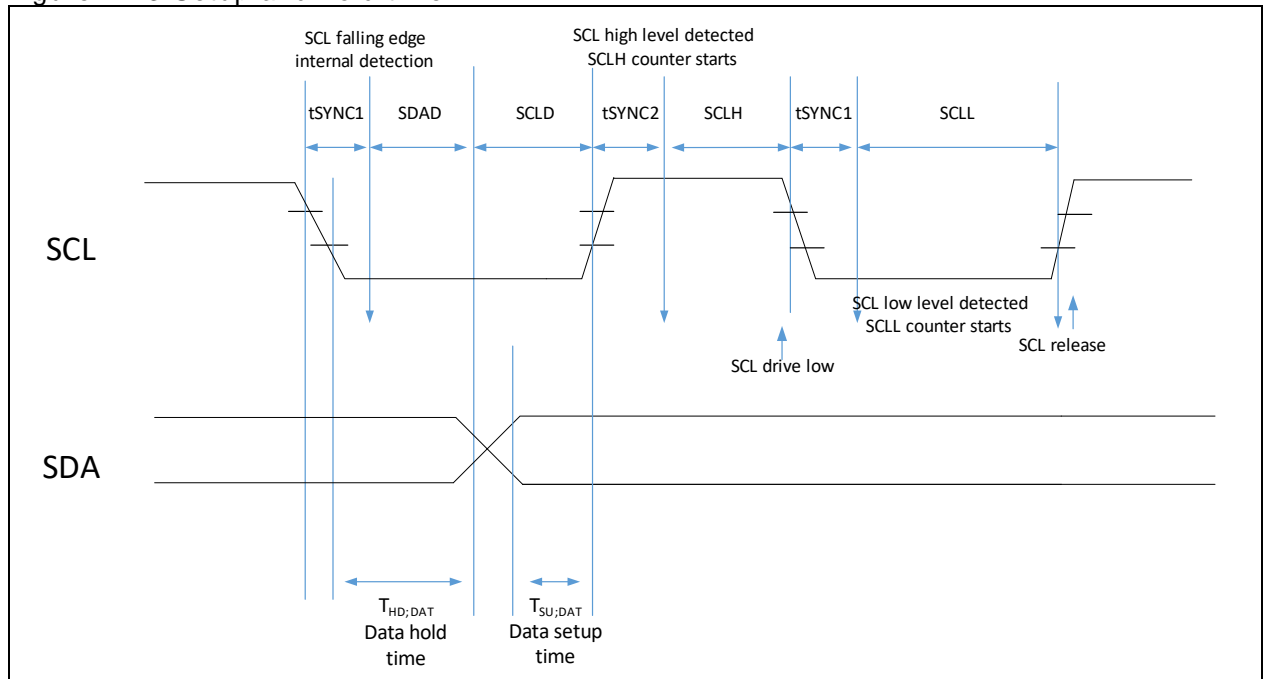 SCL falling edge
internal detection
SCL high level detected
SCLH counter starts
tSYNC1
SDAD
SCLD
tSYNC2
SCLH
tSYNC1
SCLL
SCL
SCL low level detected
SCLL counter starts
SCL release
SCL drive low
SDA
THD;DAT
Data hold
time
TSU;DAT
Data setup
time